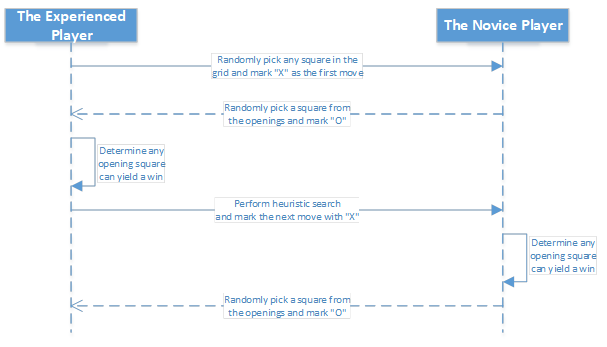 The Experienced
Player
The Novice Player
Randomly pick any square in the
grid and mark "X" as the first move
Randomly pick a square from
the openings and mark "O"
Determine any
opening square
can yield a win
Perform heuristic search
and mark the next move with "X"
Determine any
opening square
can yield a win
Randomly pick a square from
the openings and mark "O"